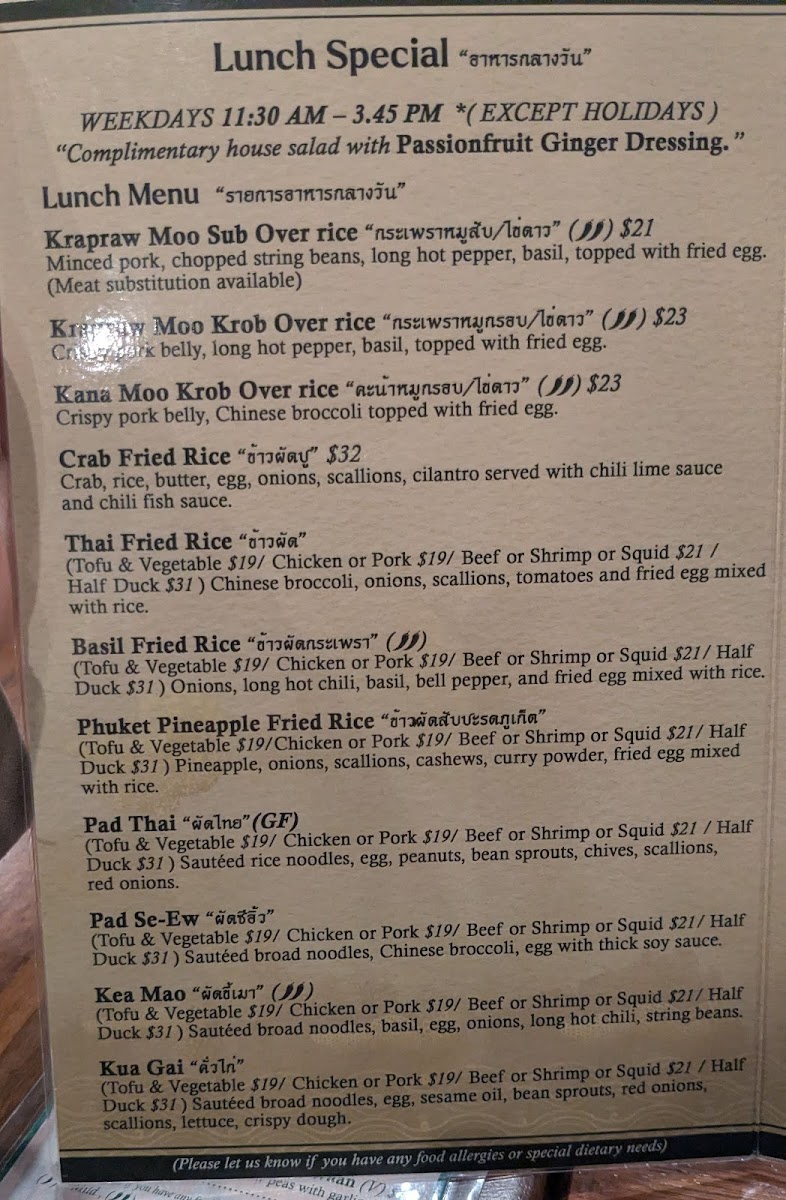 Lunch Special “อาหารกลางวัน”
WEEKDAYS 11:30 AM – 3.45 PM *( EXCEPT HOLIDAYS )
“Complimentary house salad with Passionfruit Ginger Dressing.”
Lunch Menu “รายการอาหารกลางวัน”
Krapraw Moo Sub Over rice “กระเพราหมูสับ/ไข่ดาว” ( ) $21
Minced pork, chopped string beans, long hot pepper, basil, topped with fried egg.
(Meat substitution available)
Krapraw Moo Krob Over rice “กระเพราหมูกรอบ/ไข่ดาว” ( ) $23
Crispy pork belly, long hot pepper, basil, topped with fried egg.
Kana Moo Krob Over rice “คะน้าหมูกรอบ/ไข่ดาว” ( ) $23
Crispy pork belly, Chinese broccoli topped with fried egg.
Crab Fried Rice “ข้าวผัดปู” $32
Crab, rice, butter, egg, onions, scallions, cilantro served with chili lime sauce
and chili fish sauce.
Thai Fried Rice “ข้าวผัด”
(Tofu & Vegetable $19/ Chicken or Pork $19/ Beef or Shrimp or Squid $21 /
Half Duck $31 ) Chinese broccoli, onions, scallions, tomatoes and fried egg mixed
with rice.
Basil Fried Rice “ข้าวผัดกระเพรา” ( )
(Tofu & Vegetable $19/ Chicken or Pork $19/ Beef or Shrimp or Squid $21/ Half
Duck $31 ) Onions, long hot chili, basil, bell pepper, and fried egg mixed with rice.
Phuket Pineapple Fried Rice “ข้าวผัดสับปะรดภูเก็ต”
(Tofu & Vegetable $19/Chicken or Pork $19/ Beef or Shrimp or Squid $21/ Half
Duck $31 ) Pineapple, onions, scallions, cashews, curry powder, fried egg mixed
with rice.
Pad Thai “ผัดไทย”(GF)
(Tofu & Vegetable $19/ Chicken or Pork $19/ Beef or Shrimp or Squid $21 / Half
Duck $31 ) Sautéed rice noodles, egg, peanuts, bean sprouts, chives, scallions,
red onions.
Pad Se-Ew “ผัดซีอิ้ว”
(Tofu & Vegetable $19/ Chicken or Pork $19/ Beef or Shrimp or Squid $21/ Half
Duck $31 ) Sautéed broad noodles, Chinese broccoli, egg with thick soy sauce.
Kea Mao “ผัดขี้เมา” ( )
(Tofu & Vegetable $19/ Chicken or Pork $19/ Beef or Shrimp or Squid $21/ Half
Duck $31 ) Sautéed broad noodles, basil, egg, onions, long hot chili, string beans.
Kua Gai “คั่วไก่”
(Tofu & Vegetable $19/ Chicken or Pork $19/ Beef or Shrimp or Squid $21 / Half
Duck $31 ) Sautéed broad noodles, egg, sesame oil, bean sprouts, red onions,
scallions, lettuce, crispy dough.
(Please let us know if you have any food allergies or special dietary needs)
you have any
(V)
peas with